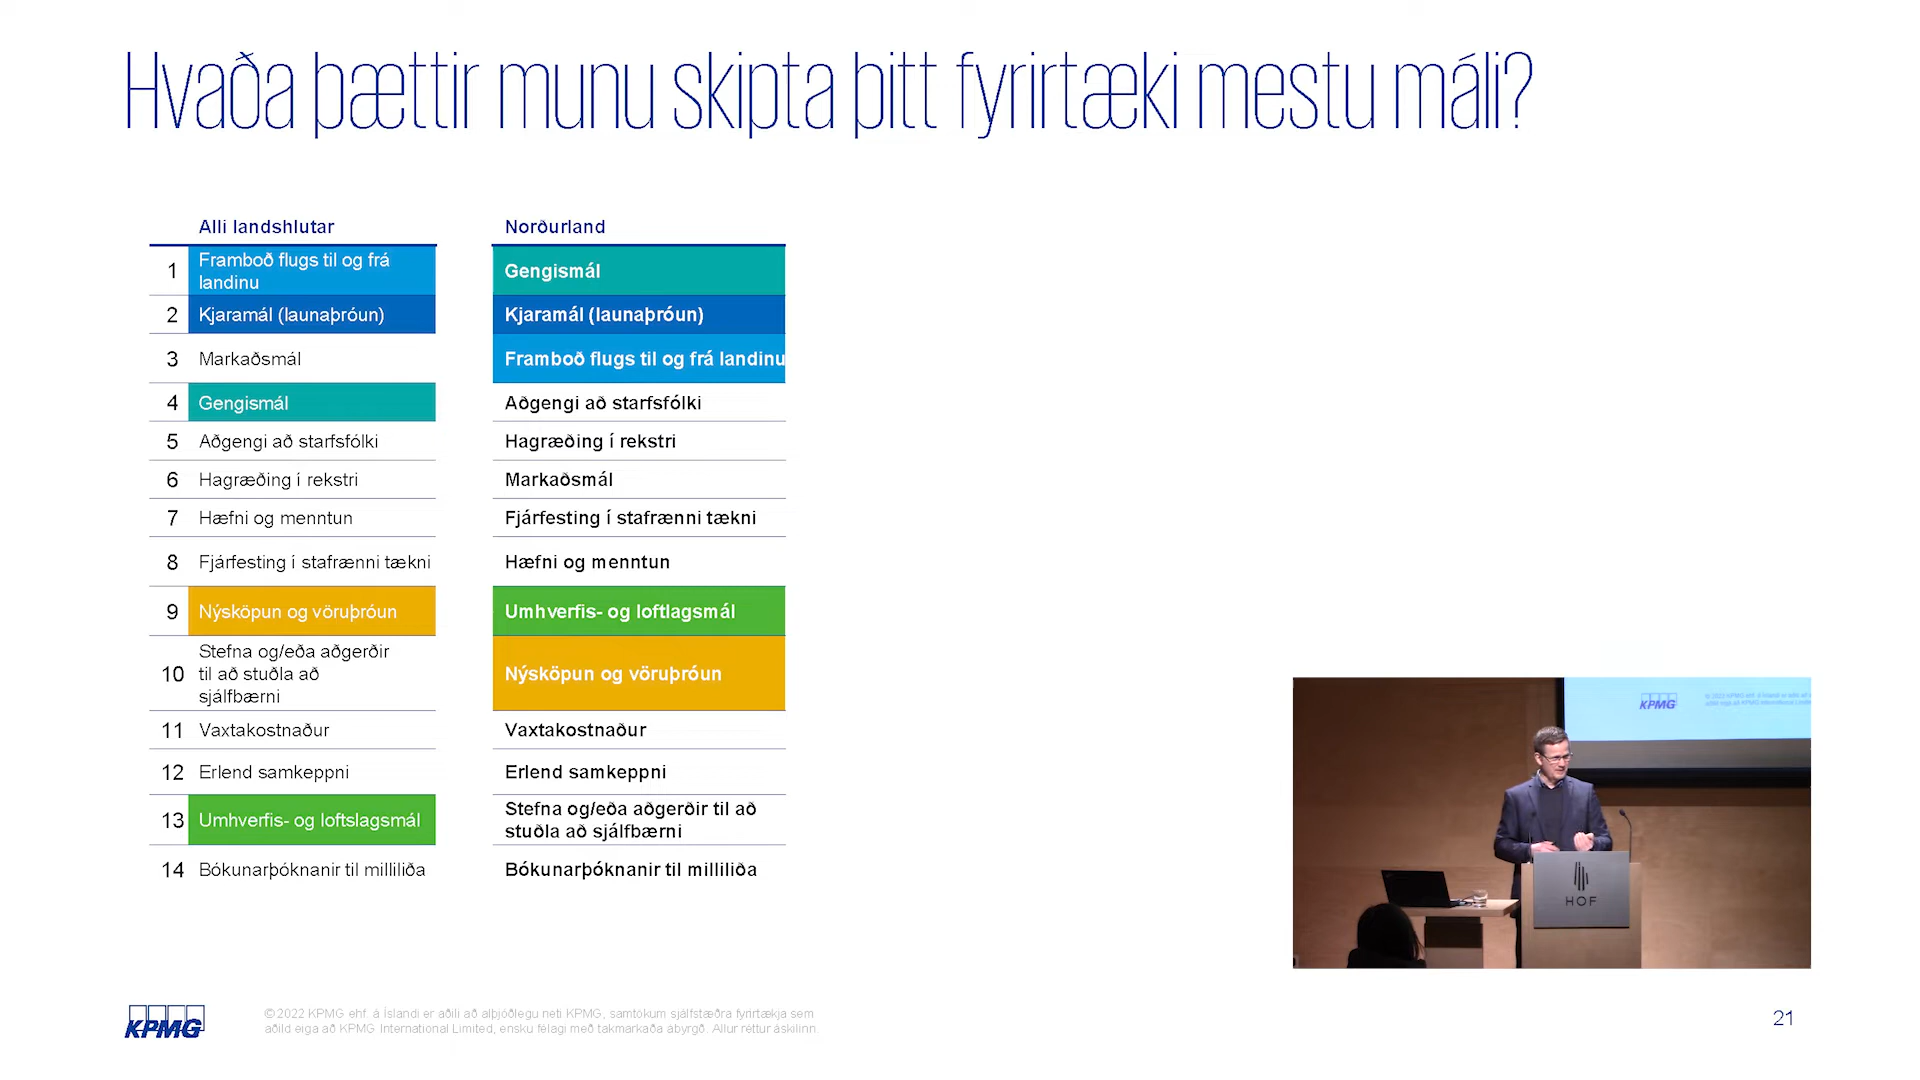 Hvaða þættir munu skipta þitt fyrirtæki mestu máli?
Alli landshlutar
1 Framboð flugs til og frá
landinu
2 Kjaramál (launaþróun)
3 Markaðsmál
4 Gengismál
5 Aðgengi að starfsfólki
6 Hagræðing í rekstri
7 Hæfni og menntun
8 Fjárfesting í stafrænni tækni
9 Nýsköpun og vöruþróun
10 Stefna og/eða aðgerðir
til að stuðla að
sjálfbærni
11 Vaxtakostnaður
12 Erlend samkeppni
13 Umhverfis- og loftslagsmál
14 Bókunarþóknanir til milliliða
Norðurland
Gengismál
Kjaramál (launaþróun)
Framboð flugs til og frá landinu
Aðgengi að starfsfólki
Hagræðing í rekstri
Markaðsmál
Fjárfesting í stafrænni tækni
Hæfni og menntun
Umhverfis- og loftlagsmál
Nýsköpun og vöruþróun
Vaxtakostnaður
Erlend samkeppni
Stefna og/eða aðgerðir til að
stuðla að sjálfbærni
Bókunarþóknanir til milliliða
KPMG
HOF
KPMG
© 2022 KPMG ehf. á Íslandi er aðili að alþjóðlegu neti KPMG, samtökum sjálfstæðra fyrirtækja sem
aðild eiga að KPMG International Limited, ensku félagi með takmarkaða ábyrgð. Allur réttur áskilinn.
21